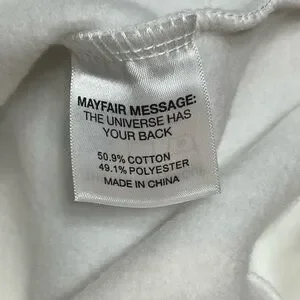 MAYFAIR MESSAGE:
THE UNIVERSE HAS
YOUR BACK
50.9% COTTON
49.1% POLYESTER
MADE IN CHINA